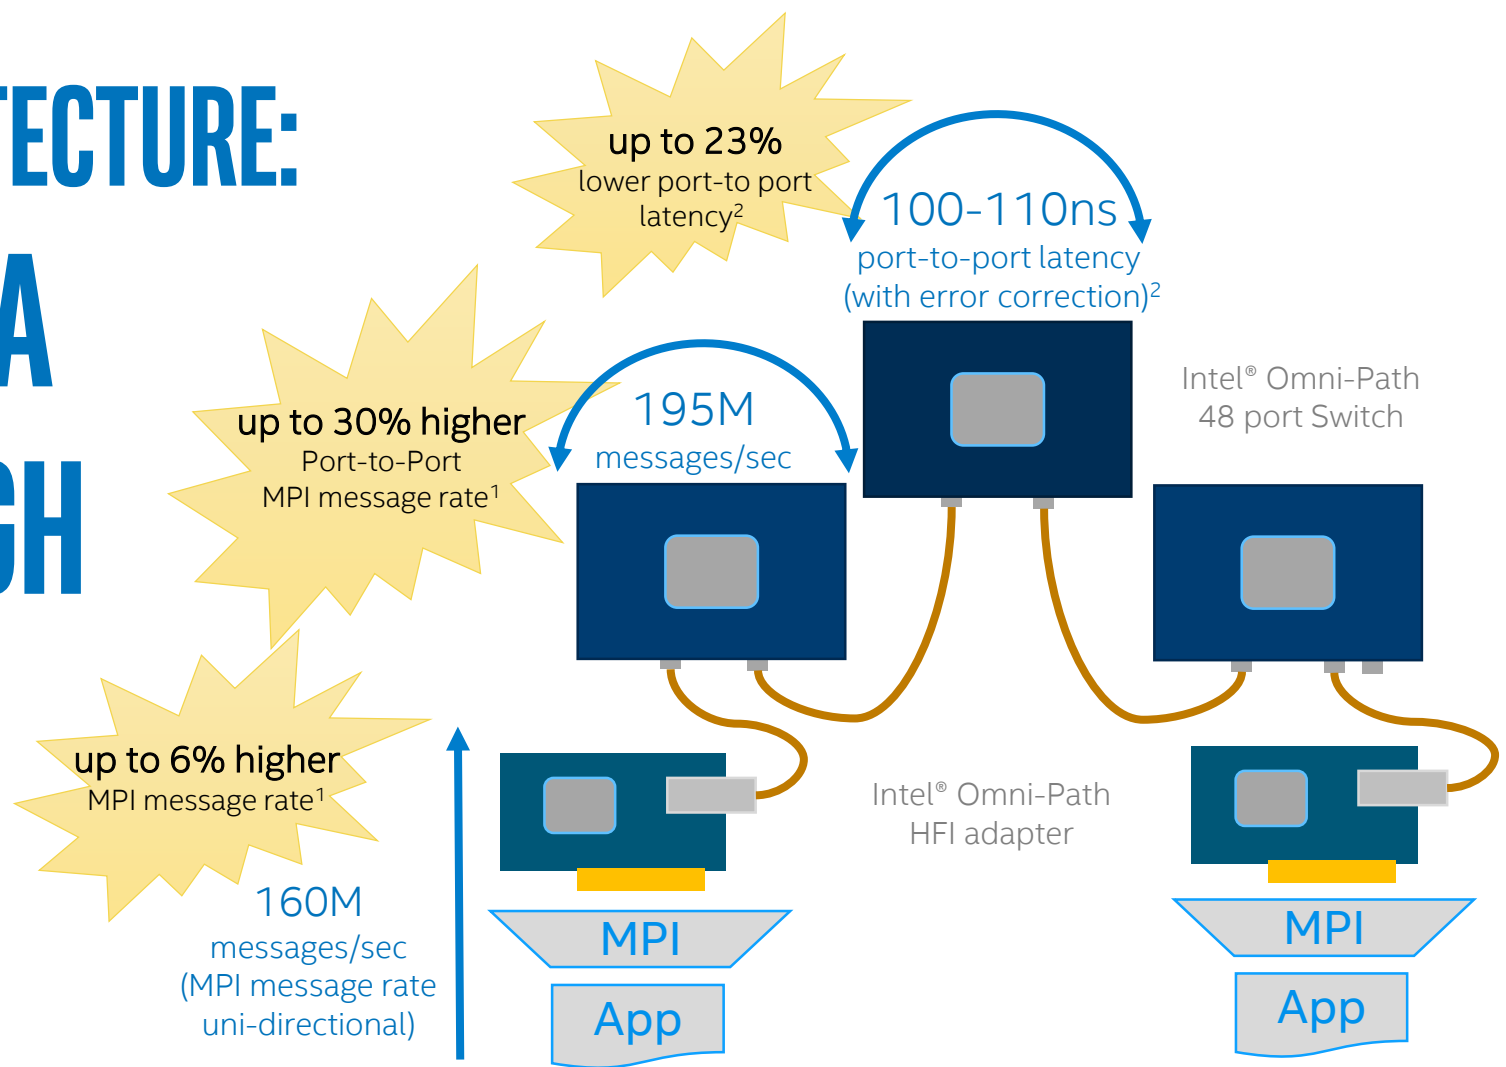 TECTURE:
A
GH
up to 23%
lower port-to port
latency²
100-110ns
port-to-port latency
(with error correction)²
up to 30% higher
Port-to-Port
MPI message rate¹
195M
messages/sec
Intel® Omni-Path
48 port Switch
up to 6% higher
MPI message rate¹
Intel® Omni-Path
HFI adapter
160M
messages/sec
(MPI message rate
uni-directional)
MPI
App
MPI
App